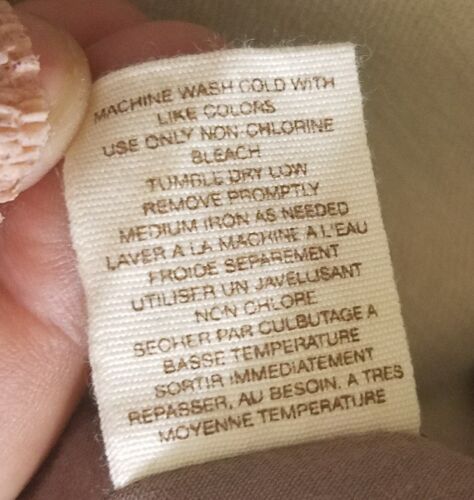 MACHINE WASH COLD WITH
LIKE COLORS
USE ONLY NON-CHLORINE
BLEACH
TUMBLE DRY LOW
REMOVE PROMPTLY
MEDIUM IRON AS NEEDED
LAVER A LA MACHINE A L'EAU
FROIDE SEPAREMENT
UTILISER UN JAVELUSANT
NON CHLORE
SECHER PAR CULBUTAGE A
BASSE TEMPERATURE
SORTIR IMMEDIATEMENT
REPASSER, AU BESOIN, A TRES
MOYENNE TEMPERATURE